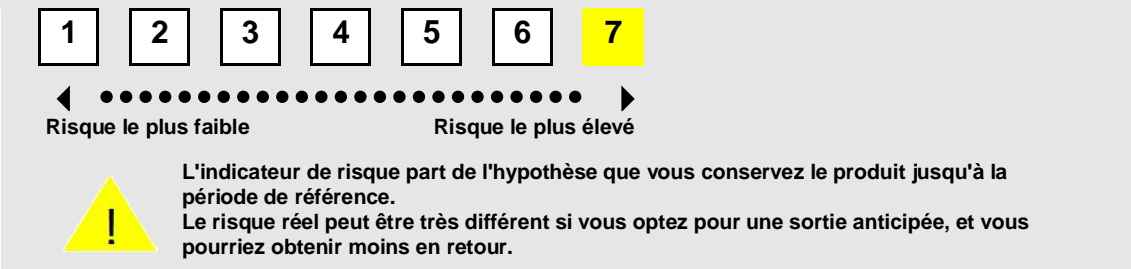 1 2 3 4 5 6 7
Risque le plus faible Risque le plus élevé
L'indicateur de risque part de l'hypothèse que vous conservez le produit jusqu'à la
période de référence.
Le risque réel peut être très différent si vous optez pour une sortie anticipée, et vous
pourriez obtenir moins en retour.
!